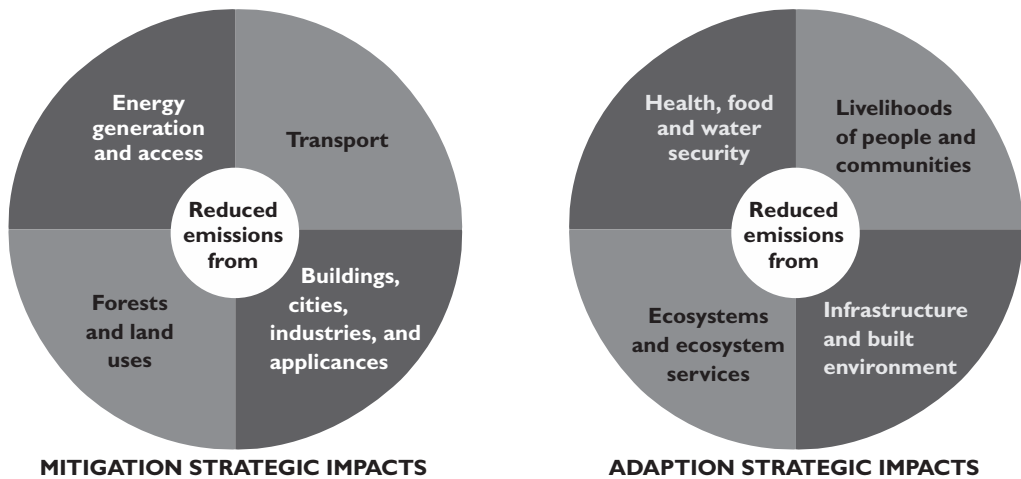 Energy
generation
and access
Transport
Reduced
emissions
from
Forests
and land
uses
Buildings,
cities,
industries, and
applicances
MITIGATION STRATEGIC IMPACTS
Health, food
and water
security
Livelihoods
of people and
communities
Reduced
emissions
from
Ecosystems
and ecosystem
services
Infrastructure
and built
environment
ADAPTION STRATEGIC IMPACTS